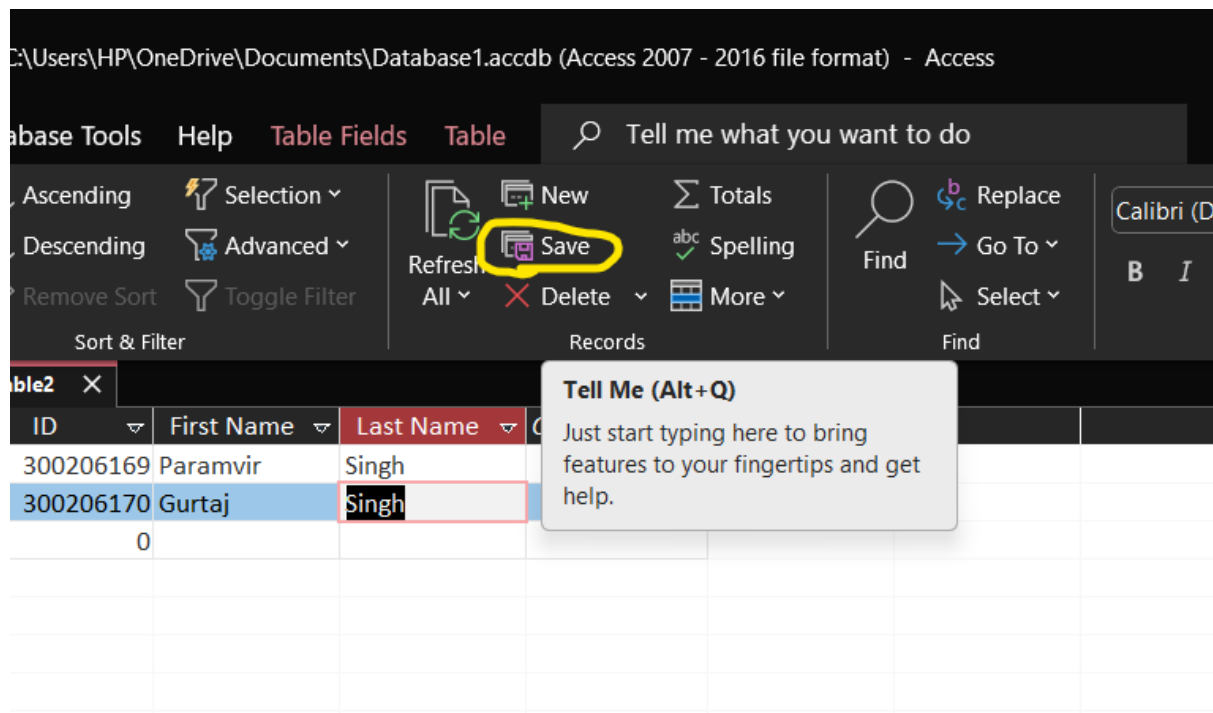 C:\Users\HP\OneDrive\Documents\Database1.accdb (Access 2007 - 2016 file format) - Access
abase Tools Help Table Fields Table Tell me what you want to do
Ascending Selection New Totals Replace
Calibri (D
Descending Advanced Save abc Spelling Find Go To
Refresh
All
Remove Sort Toggle Filter Delete More Select B I
Sort & Filter Records Find
able2
Tell Me (Alt+Q)
Just start typing here to bring
features to your fingertips and get
help.
ID First Name Last Name
300206169 Paramvir Singh
300206170 Gurtaj Singh
0